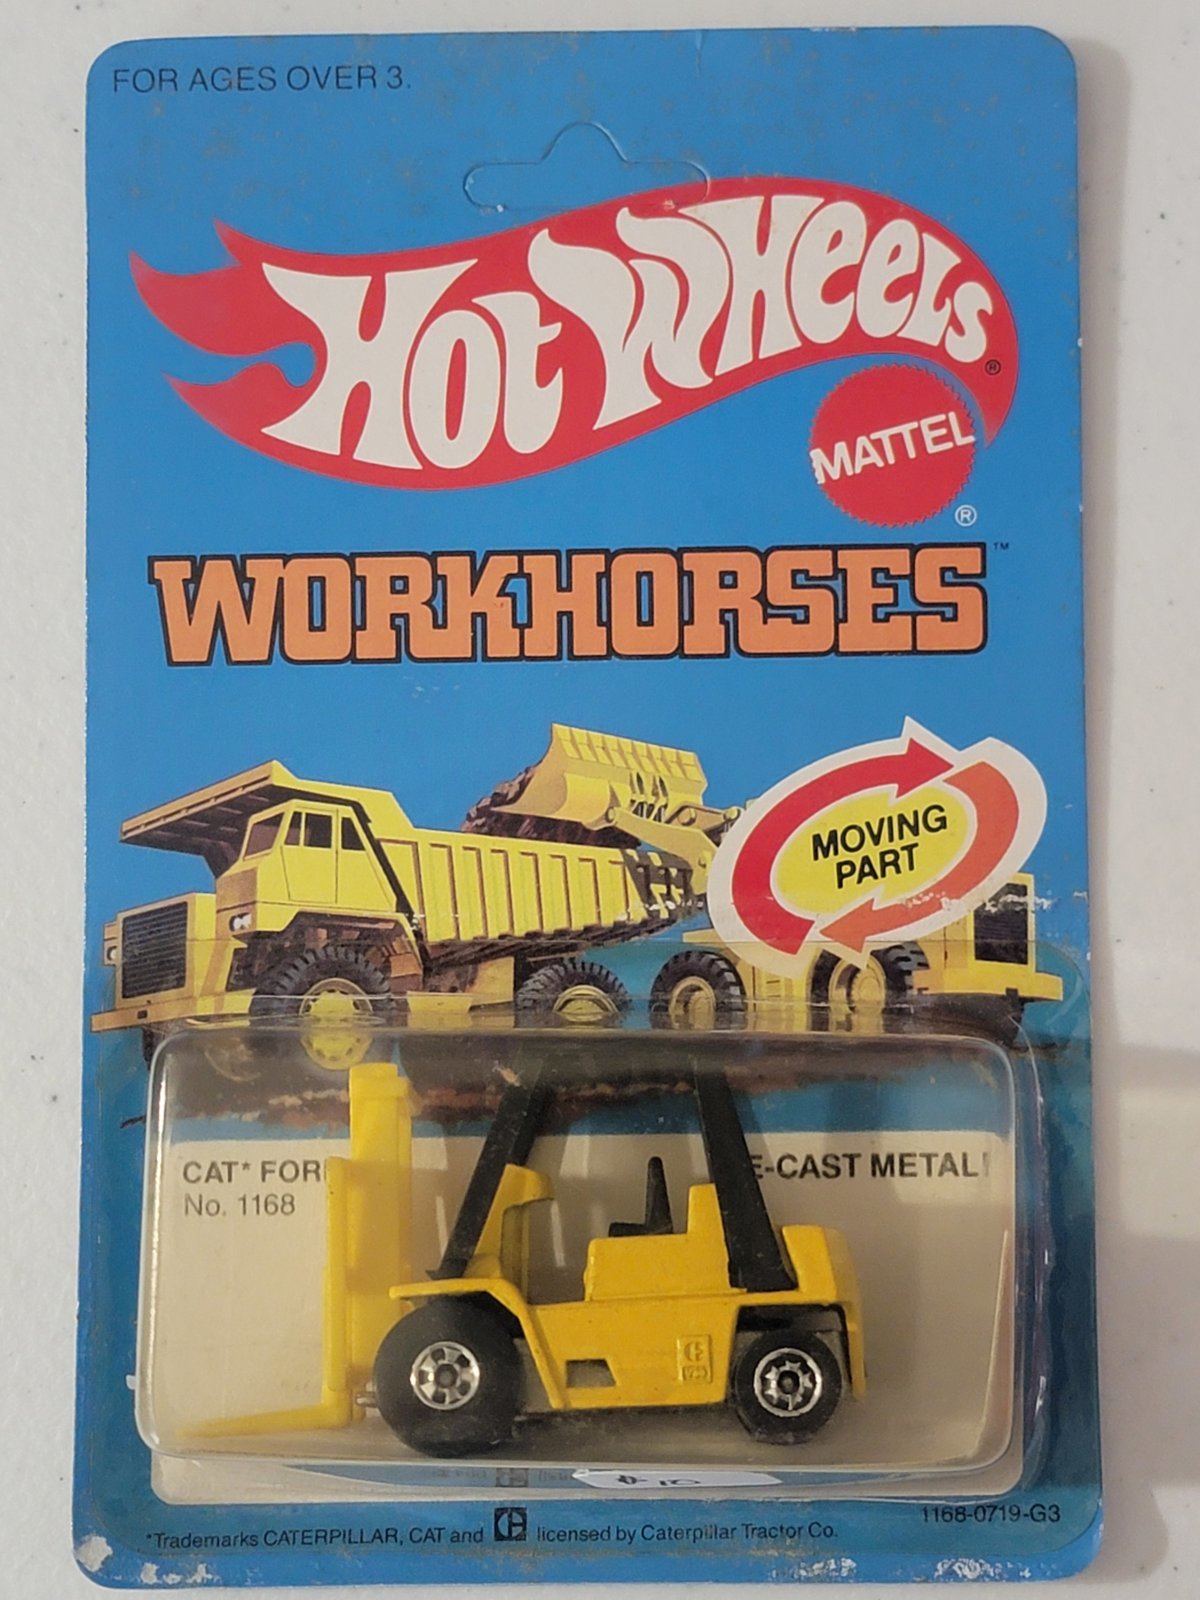 FOR AGES OVER 3.
HOT WHEELS®
MATTEL
®
WORKHORSES™
MOVING
PART
CAT* FOR
E-CAST METAL
No. 1168
1168-0719-G3
*Trademarks CATERPILLAR, CAT and licensed by Caterpillar Tractor Co.